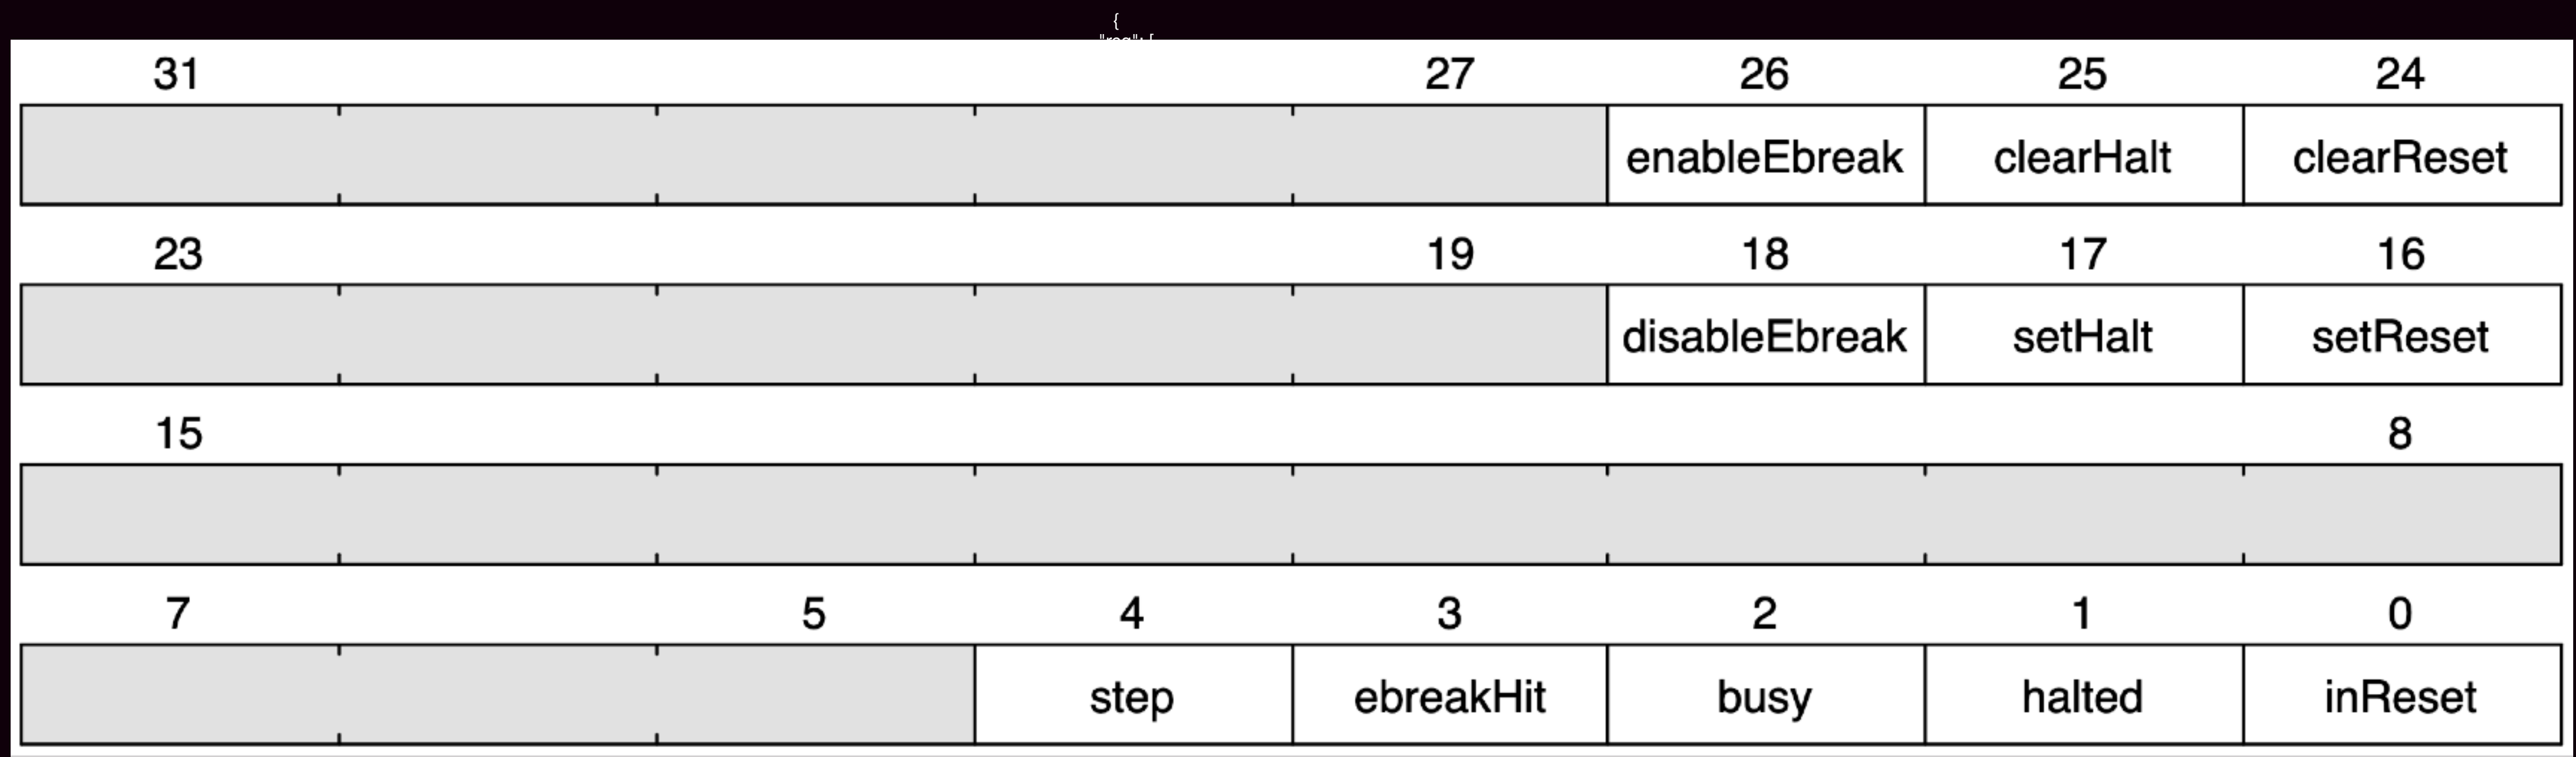 {
"reg": [
31 27 26 25 24
enableEbreak clearHalt clearReset
23 19 18 17 16
disableEbreak setHalt setReset
15 8
7 5 4 3 2 1 0
step ebreakHit busy halted inReset